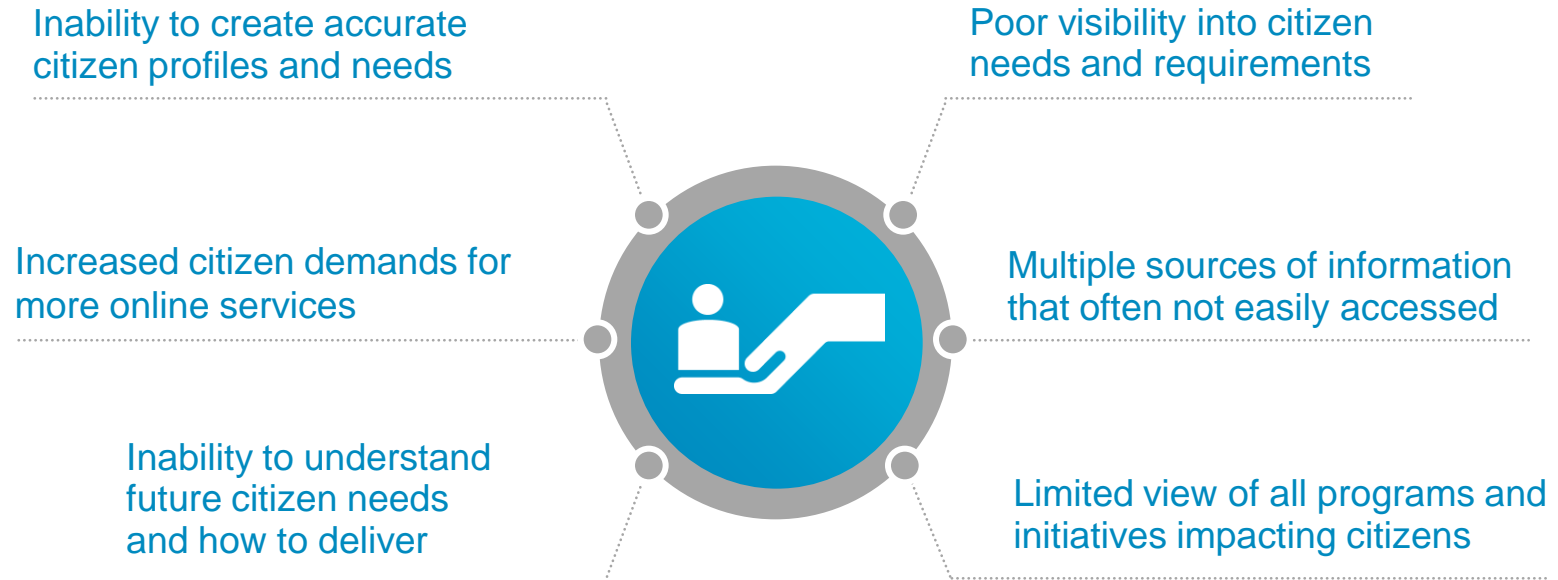 Inability to create accurate
citizen profiles and needs
Poor visibility into citizen
needs and requirements
Increased citizen demands for
more online services
Multiple sources of information
that often not easily accessed
Inability to understand
future citizen needs
and how to deliver
Limited view of all programs and
initiatives impacting citizens